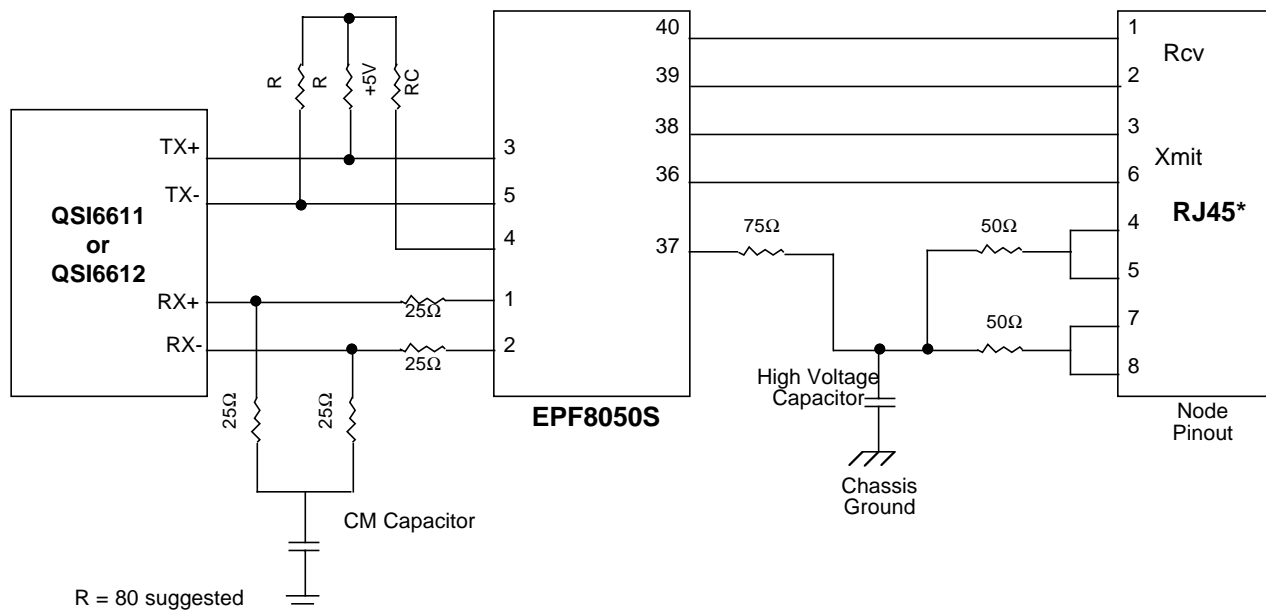 R
R
+5V
RC
TX+
TX-
QSI6611
or
QSI6612
RX+
RX-
3
5
4
1
2
25Ω
25Ω
25Ω
25Ω
CM Capacitor
R = 80 suggested
EPF8050S
40
39
38
36
37
75Ω
50Ω
50Ω
High Voltage
Capacitor
Chassis
Ground
1
Rcv
2
3
Xmit
6
RJ45*
4
5
7
8
Node
Pinout